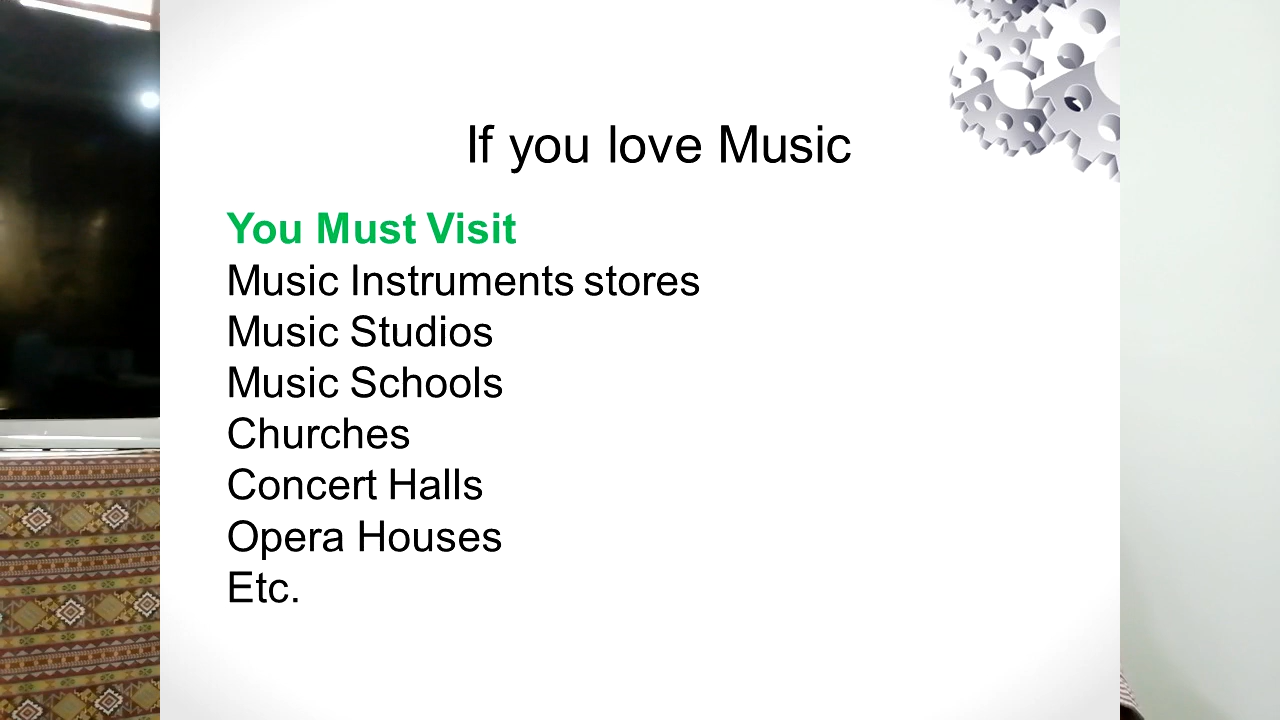 If you love Music
You Must Visit
Music Instruments stores
Music Studios
Music Schools
Churches
Concert Halls
Opera Houses
Etc.